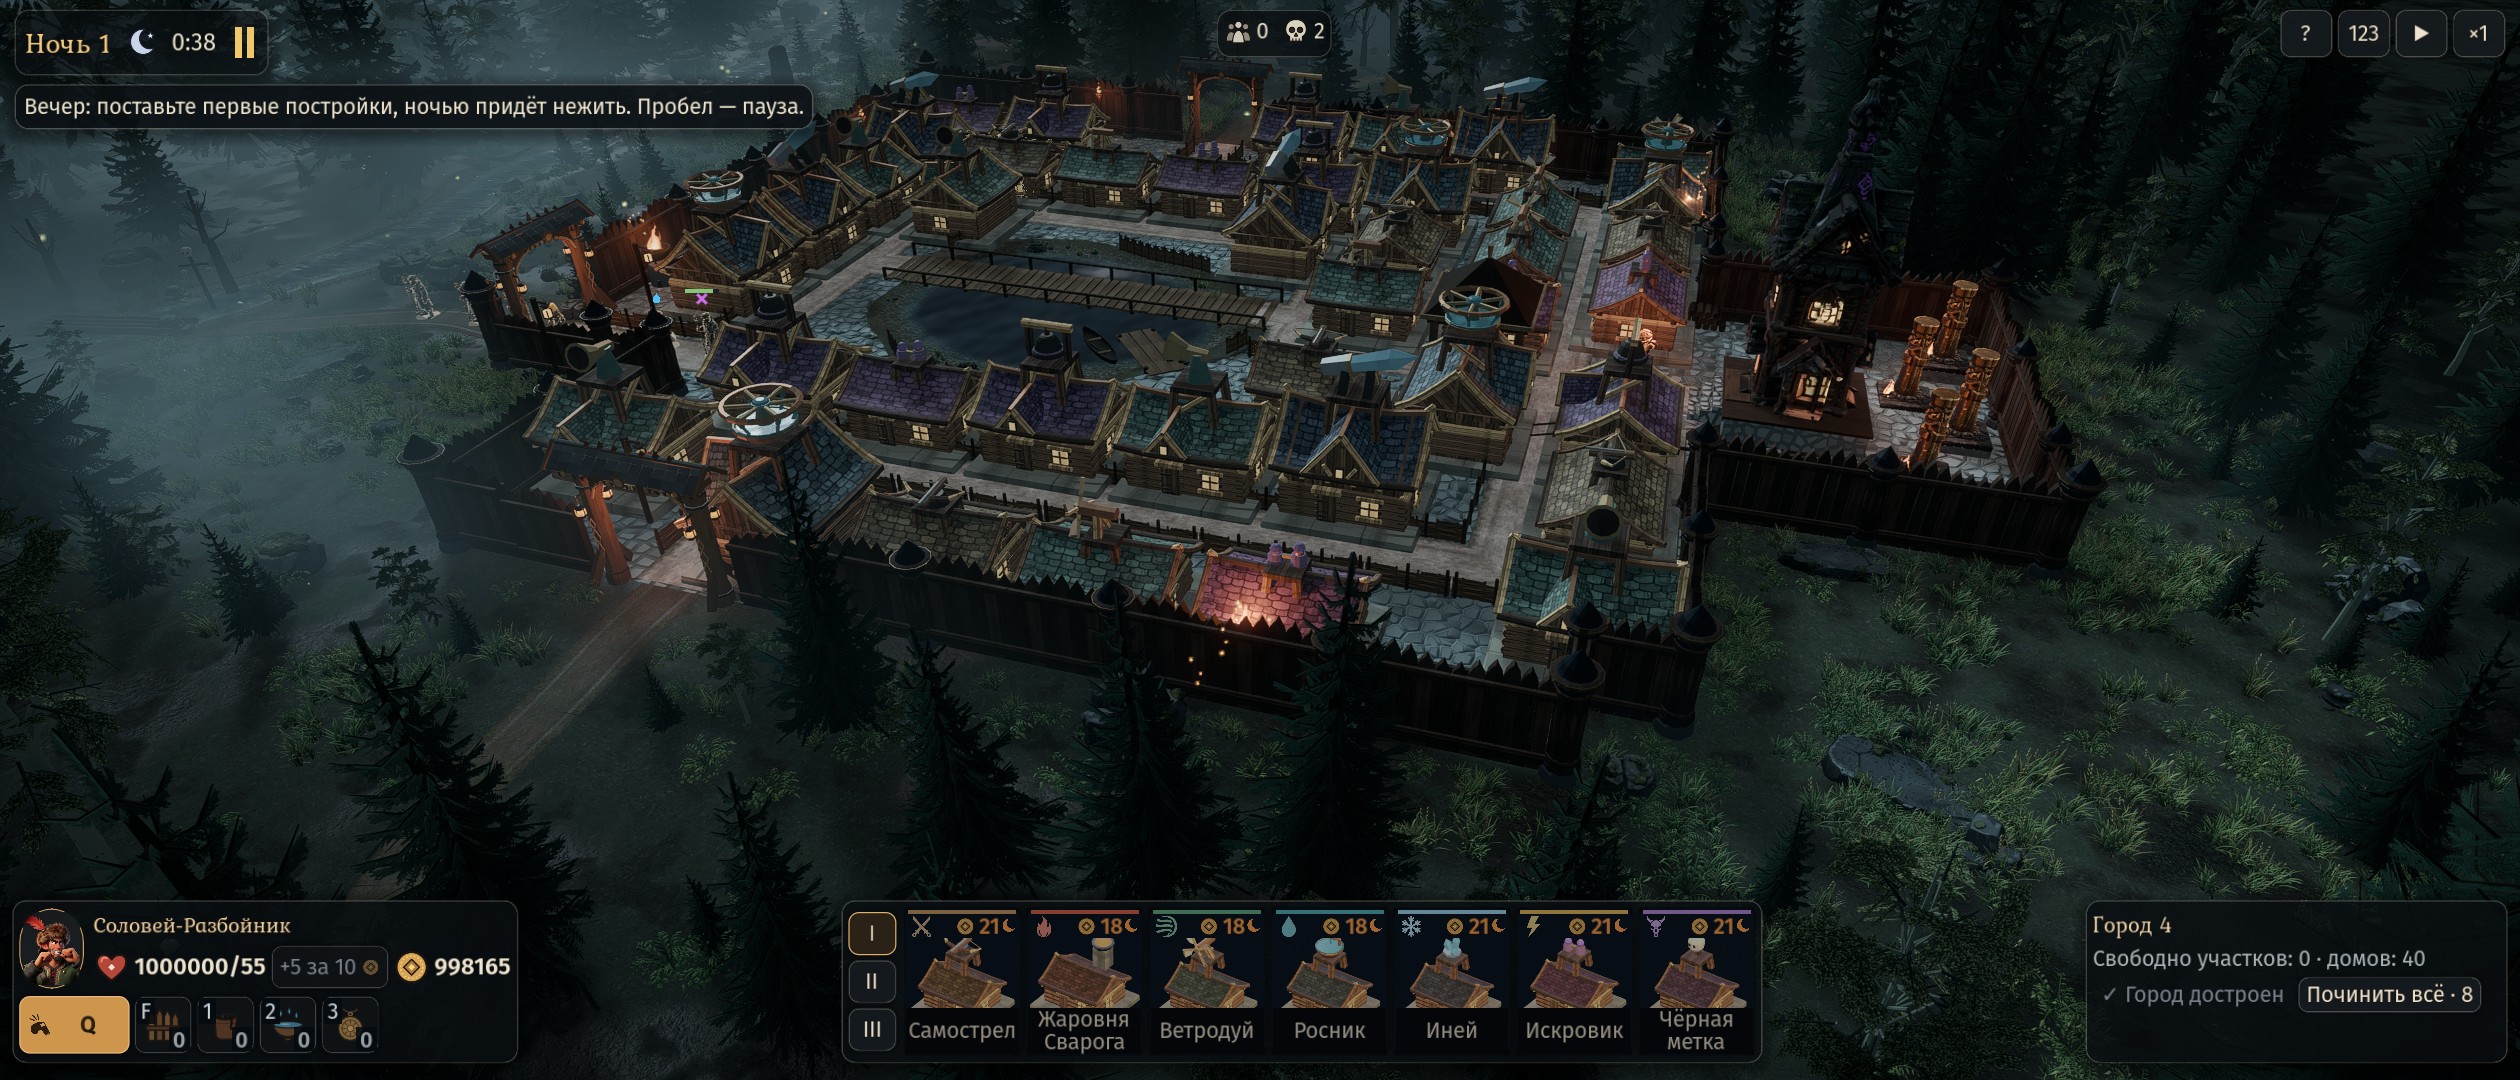 Ночь 1 0:38
0 2
? 123 ×1
Вечер: поставьте первые постройки, ночью придёт нежить. Пробел — пауза.
Соловей-Разбойник
1000000/55 +5 за 10 998165
Q F 0 1 0 2 0 3 0
I
II
III
21 18 18 18 21 21 21
Самострел
Жаровня
Сварога
Ветродуй
Росник
Иней
Искровик
Чёрная
метка
Город 4
Свободно участков: 0 · домов: 40
✓ Город достроен Починить всё · 8